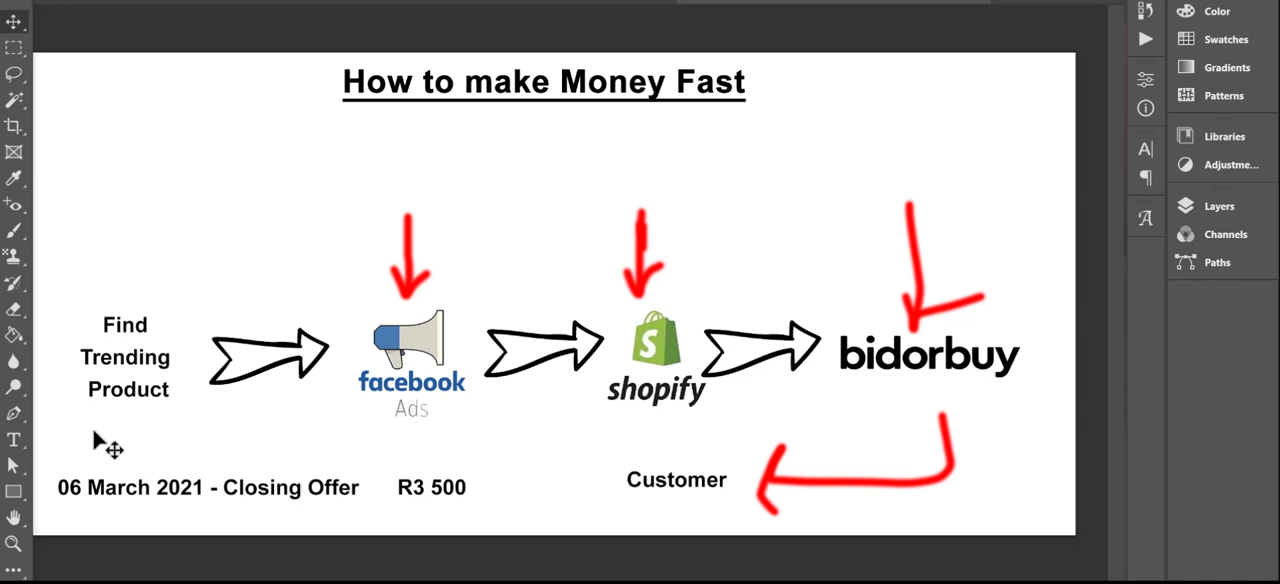 How to make Money Fast
Find
Trending
Product
facebook
Ads
S
shopify
bidorbuy
06 March 2021 - Closing Offer R3 500
Customer
Color
Swatches
Gradients
Patterns
Libraries
Adjustme...
Layers
Channels
Paths